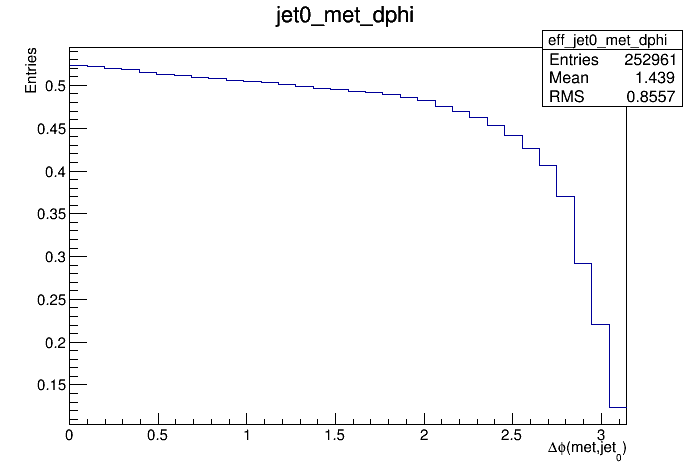 jet0_met_dphi
eff_jet0_met_dphi
Entries 252961
Mean 1.439
RMS 0.8557
Entries
0.5
0.45
0.4
0.35
0.3
0.25
0.2
0.15
0 0.5 1 1.5 2 2.5 3
Δϕ(met,jet₀)